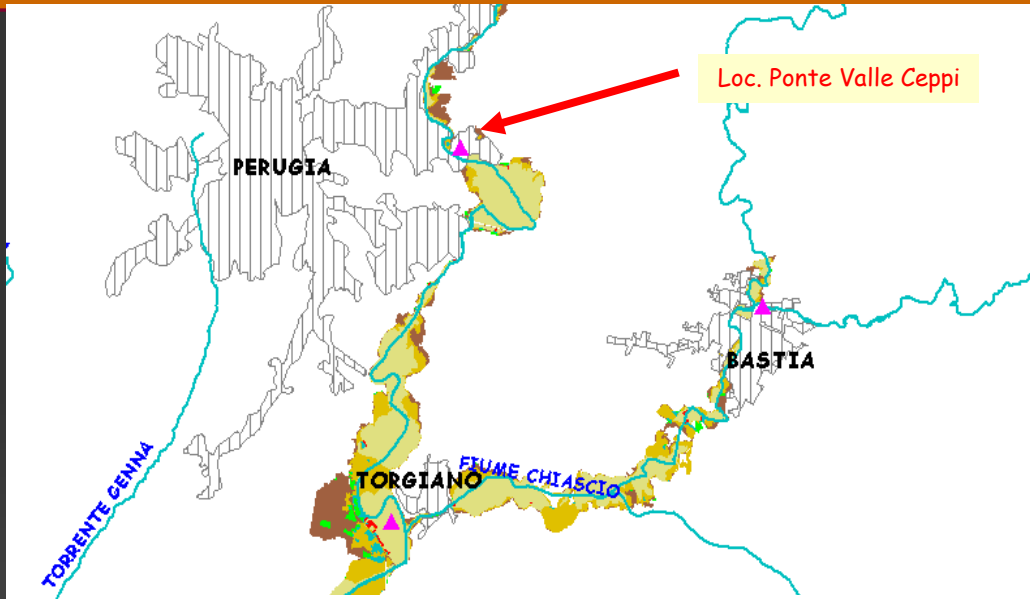 Loc. Ponte Valle Ceppi
PERUGIA
BASTIA
TORGIANO
FIUME CHIASCIO
TORRENTE GENNA